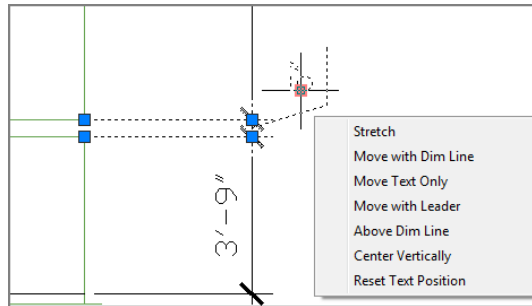 3'-9"
Stretch
Move with Dim Line
Move Text Only
Move with Leader
Above Dim Line
Center Vertically
Reset Text Position